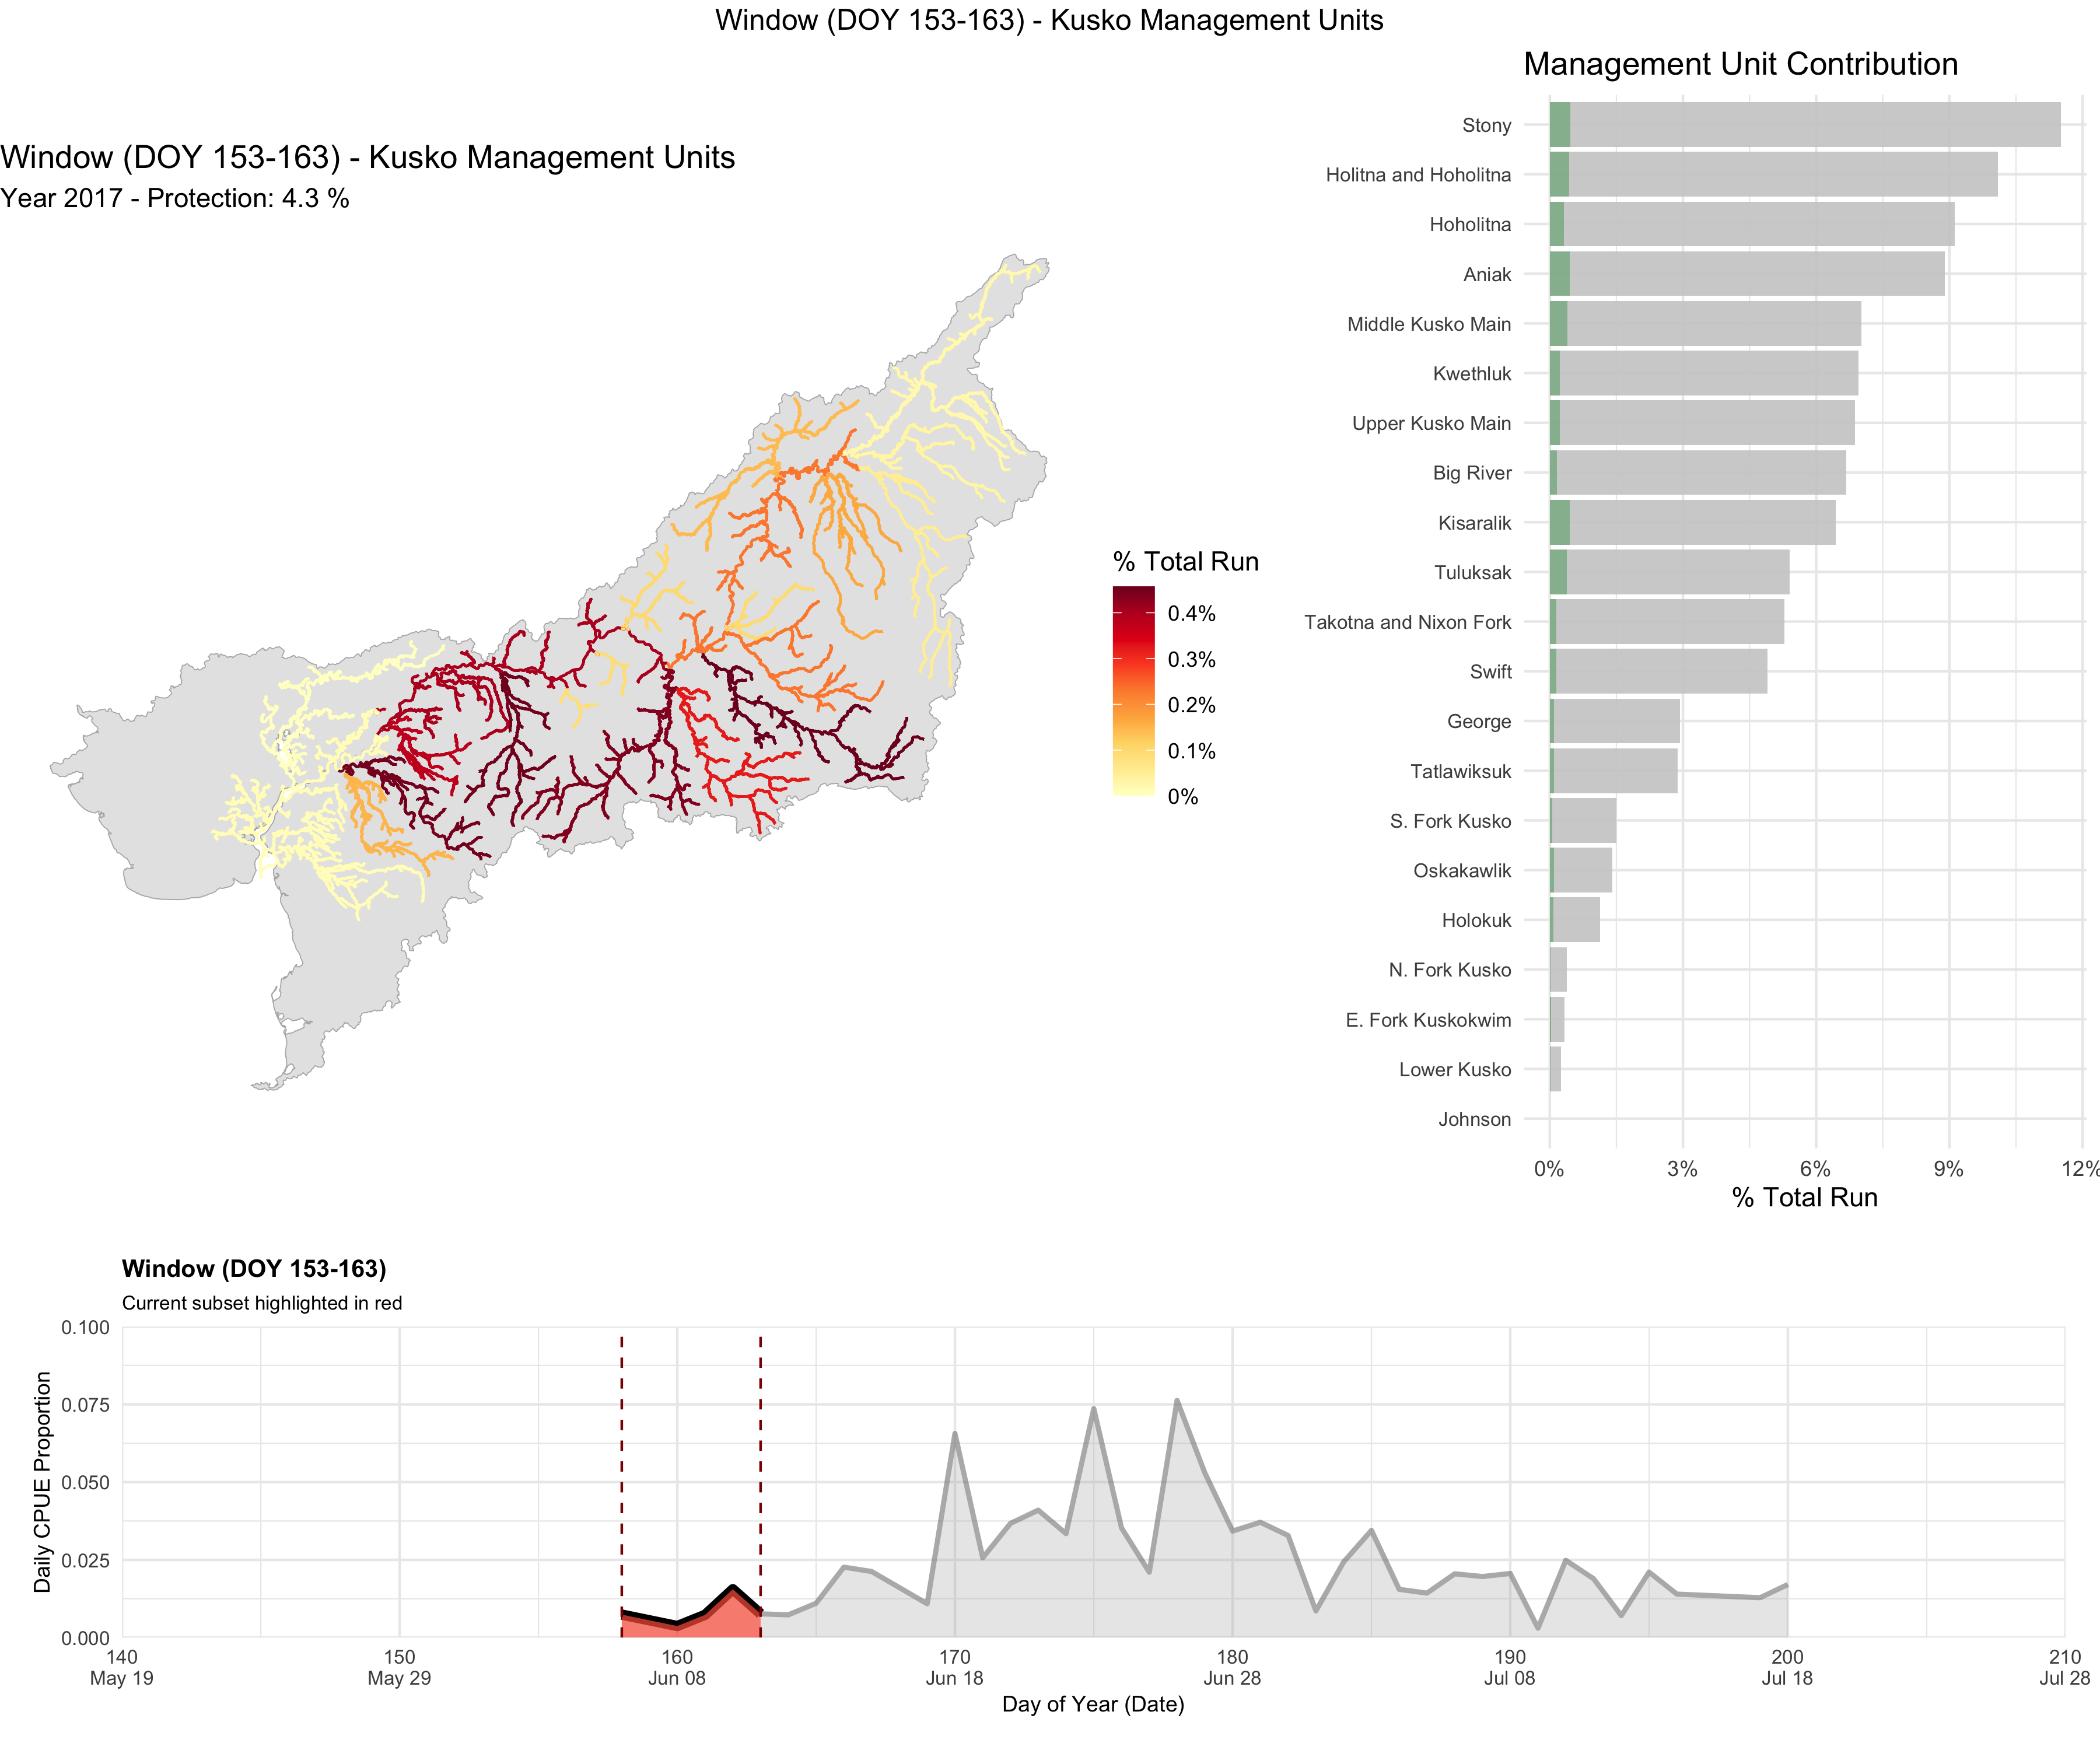 Window (DOY 153-163) - Kusko Management Units
Window (DOY 153-163) - Kusko Management Units
Year 2017 - Protection: 4.3 %
% Total Run
0.4%
0.3%
0.2%
0.1%
0%
Management Unit Contribution
Stony
Holitna and Hoholitna
Hoholitna
Aniak
Middle Kusko Main
Kwethluk
Upper Kusko Main
Big River
Kisaralik
Tuluksak
Takotna and Nixon Fork
Swift
George
Tatlawiksuk
S. Fork Kusko
Oskakawlik
Holokuk
N. Fork Kusko
E. Fork Kuskokwim
Lower Kusko
Johnson
0% 3% 6% 9% 12%
% Total Run
Window (DOY 153-163)
Current subset highlighted in red
Daily CPUE Proportion
0.100
0.075
0.050
0.025
0.000
140 150 160 170 180 190 200 210
May 19 May 29 Jun 08 Jun 18 Jun 28 Jul 08 Jul 18 Jul 28
Day of Year (Date)